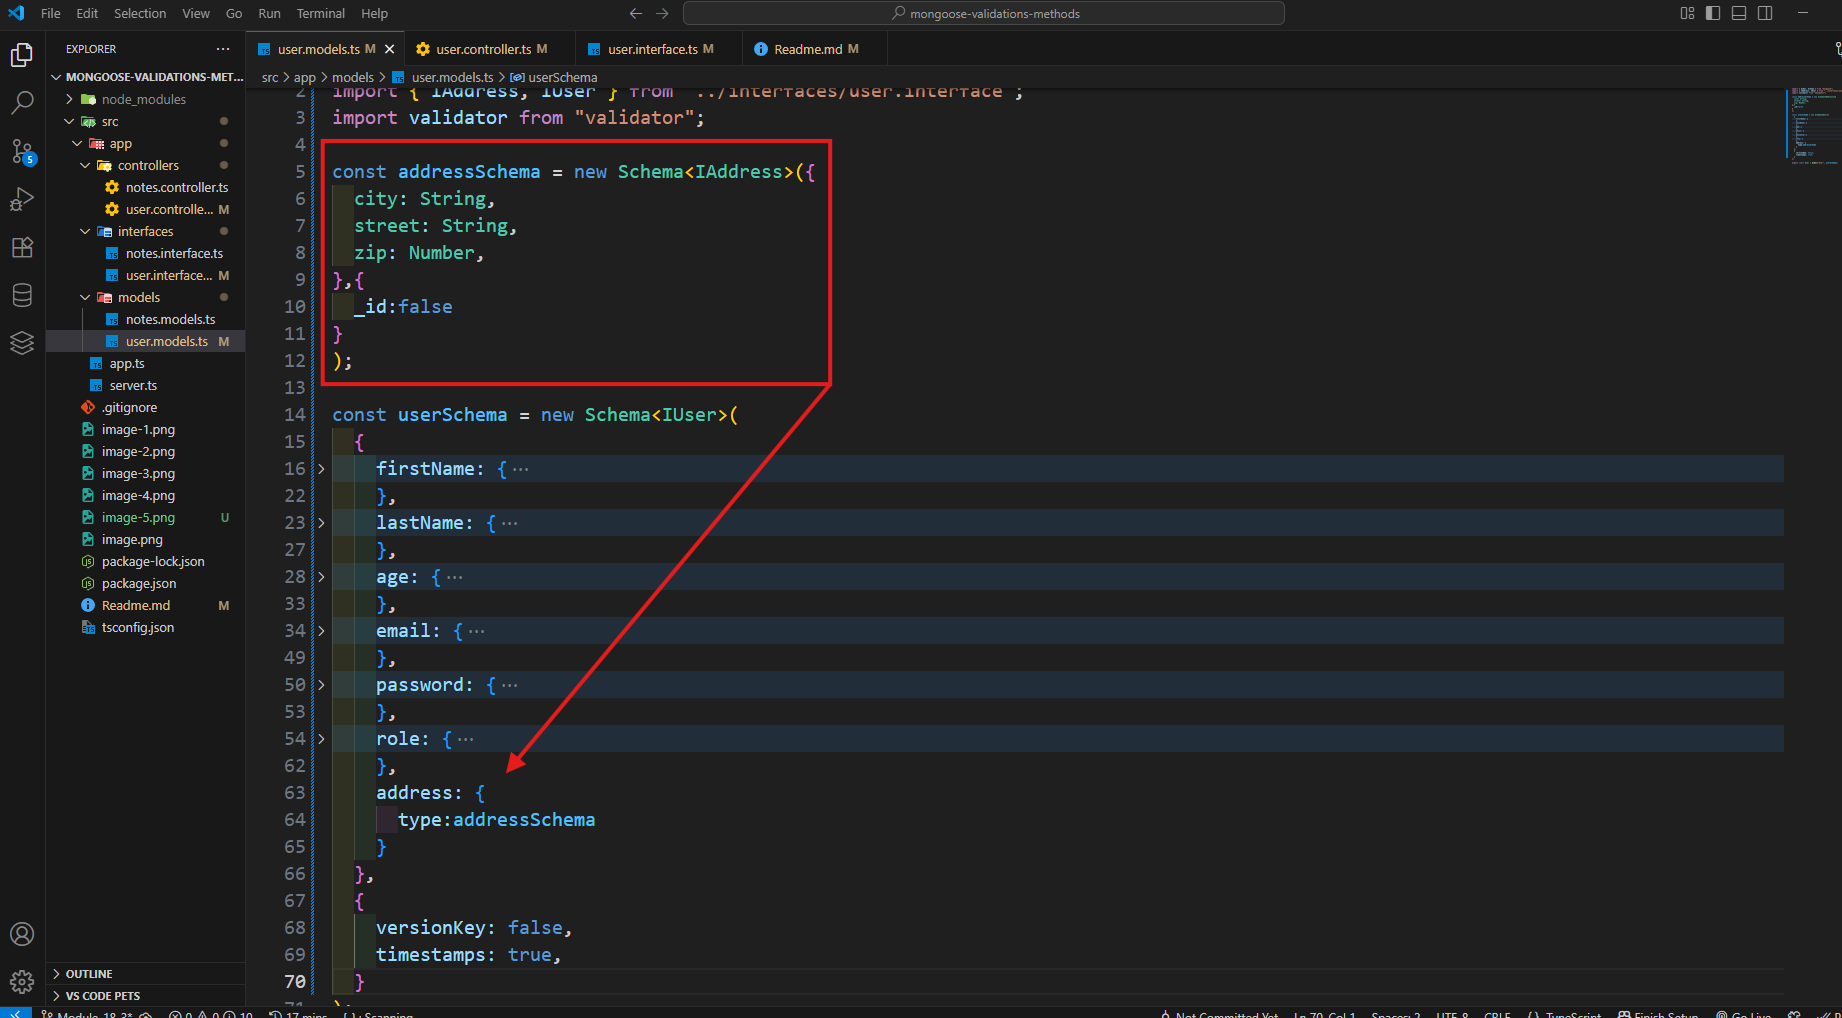 File Edit Selection View Go Run Terminal Help
mongoose-validations-methods
EXPLORER
MONGOOSE-VALIDATIONS-MET...
node_modules
src
app
controllers
notes.controller.ts
user.controlle... M
interfaces
notes.interface.ts
user.interface... M
models
notes.models.ts
user.models.ts M
app.ts
server.ts
.gitignore
image-1.png
image-2.png
image-3.png
image-4.png
image-5.png U
image.png
package-lock.json
package.json
Readme.md M
tsconfig.json
OUTLINE
VS CODE PETS
5
user.models.ts M user.controller.ts M user.interface.ts M Readme.md M
src > app > models > user.models.ts > userSchema
2 import { IAddress, IUser } from "../interfaces/user.interface";
3 import validator from "validator";
4
5 const addressSchema = new Schema<IAddress>({
6 city: String,
7 street: String,
8 zip: Number,
9 },{
10 _id:false
11 }
12 );
13
14 const userSchema = new Schema<IUser>(
15 {
16 firstName: { ...
22 },
23 lastName: { ...
27 },
28 age: { ...
33 },
34 email: { ...
49 },
50 password: { ...
53 },
54 role: { ...
62 },
63 address: {
64 type:addressSchema
65 }
66 },
67 {
68 versionKey: false,
69 timestamps: true,
70 }
71 );
Module-18-3* 0 0 10 17 mins { } : Scanning Not Committed Yet Ln 70, Col 1 Spaces: 2 UTF-8 CRLF { } TypeScript Finish Setup Go Live